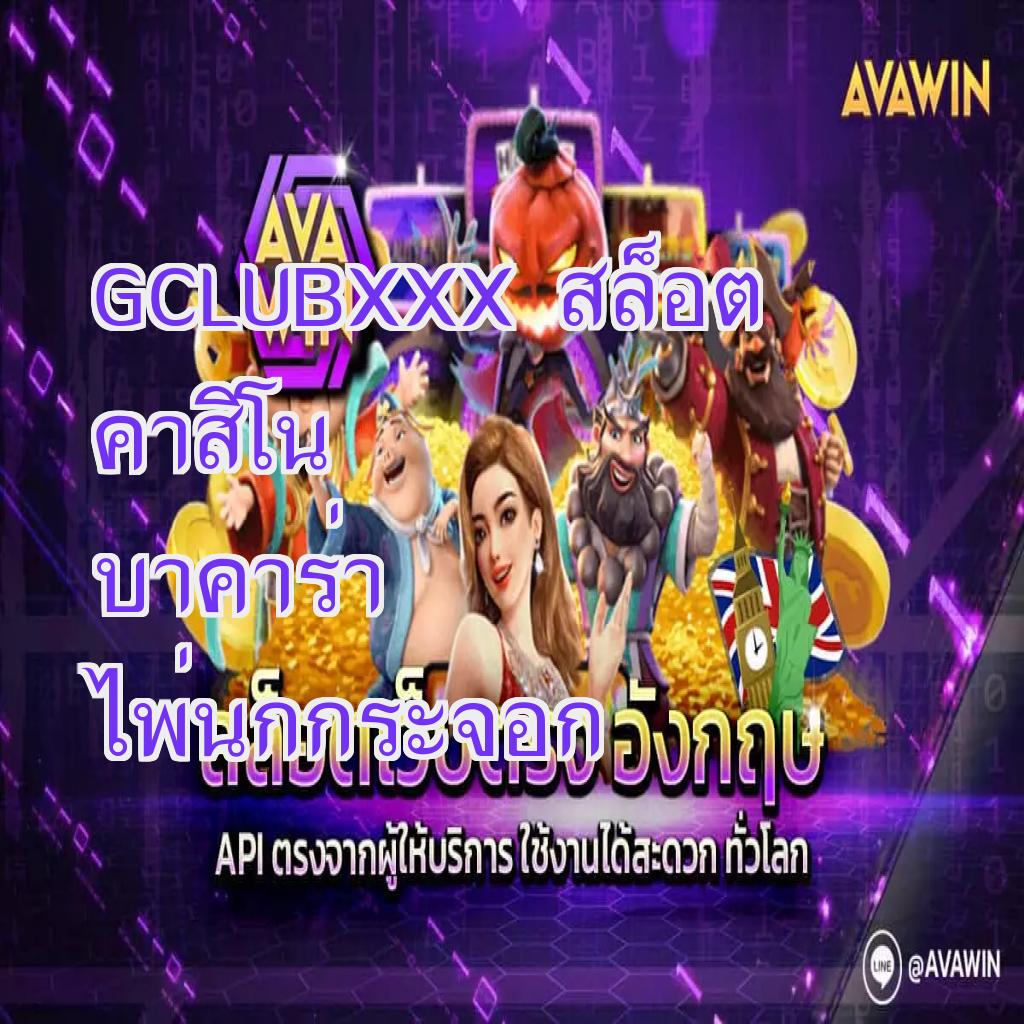 AVAWIN
AVA
WIN
GCLUBXXX สล็อต
คาสิโน
บาคาร่า
ไพ่นกกระจอก
อังกฤษ
API ตรงจากผู้ให้บริการ ใช้งานได้สะดวก ทั่วโลก
LINE @AVAWIN